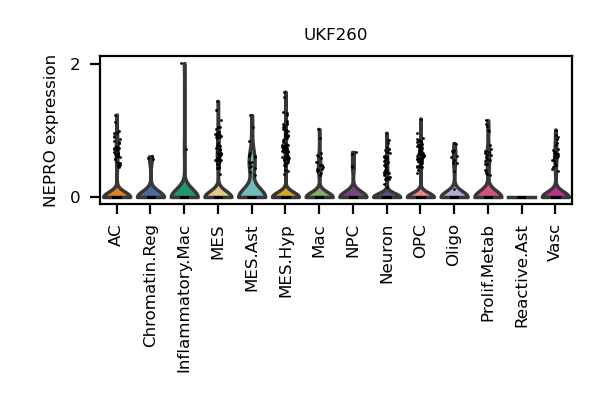 UKF260
NEPRO expression
2
0
AC
Chromatin.Reg
Inflammatory.Mac
MES
MES.Ast
MES.Hyp
Mac
NPC
Neuron
OPC
Oligo
Prolif.Metab
Reactive.Ast
Vasc